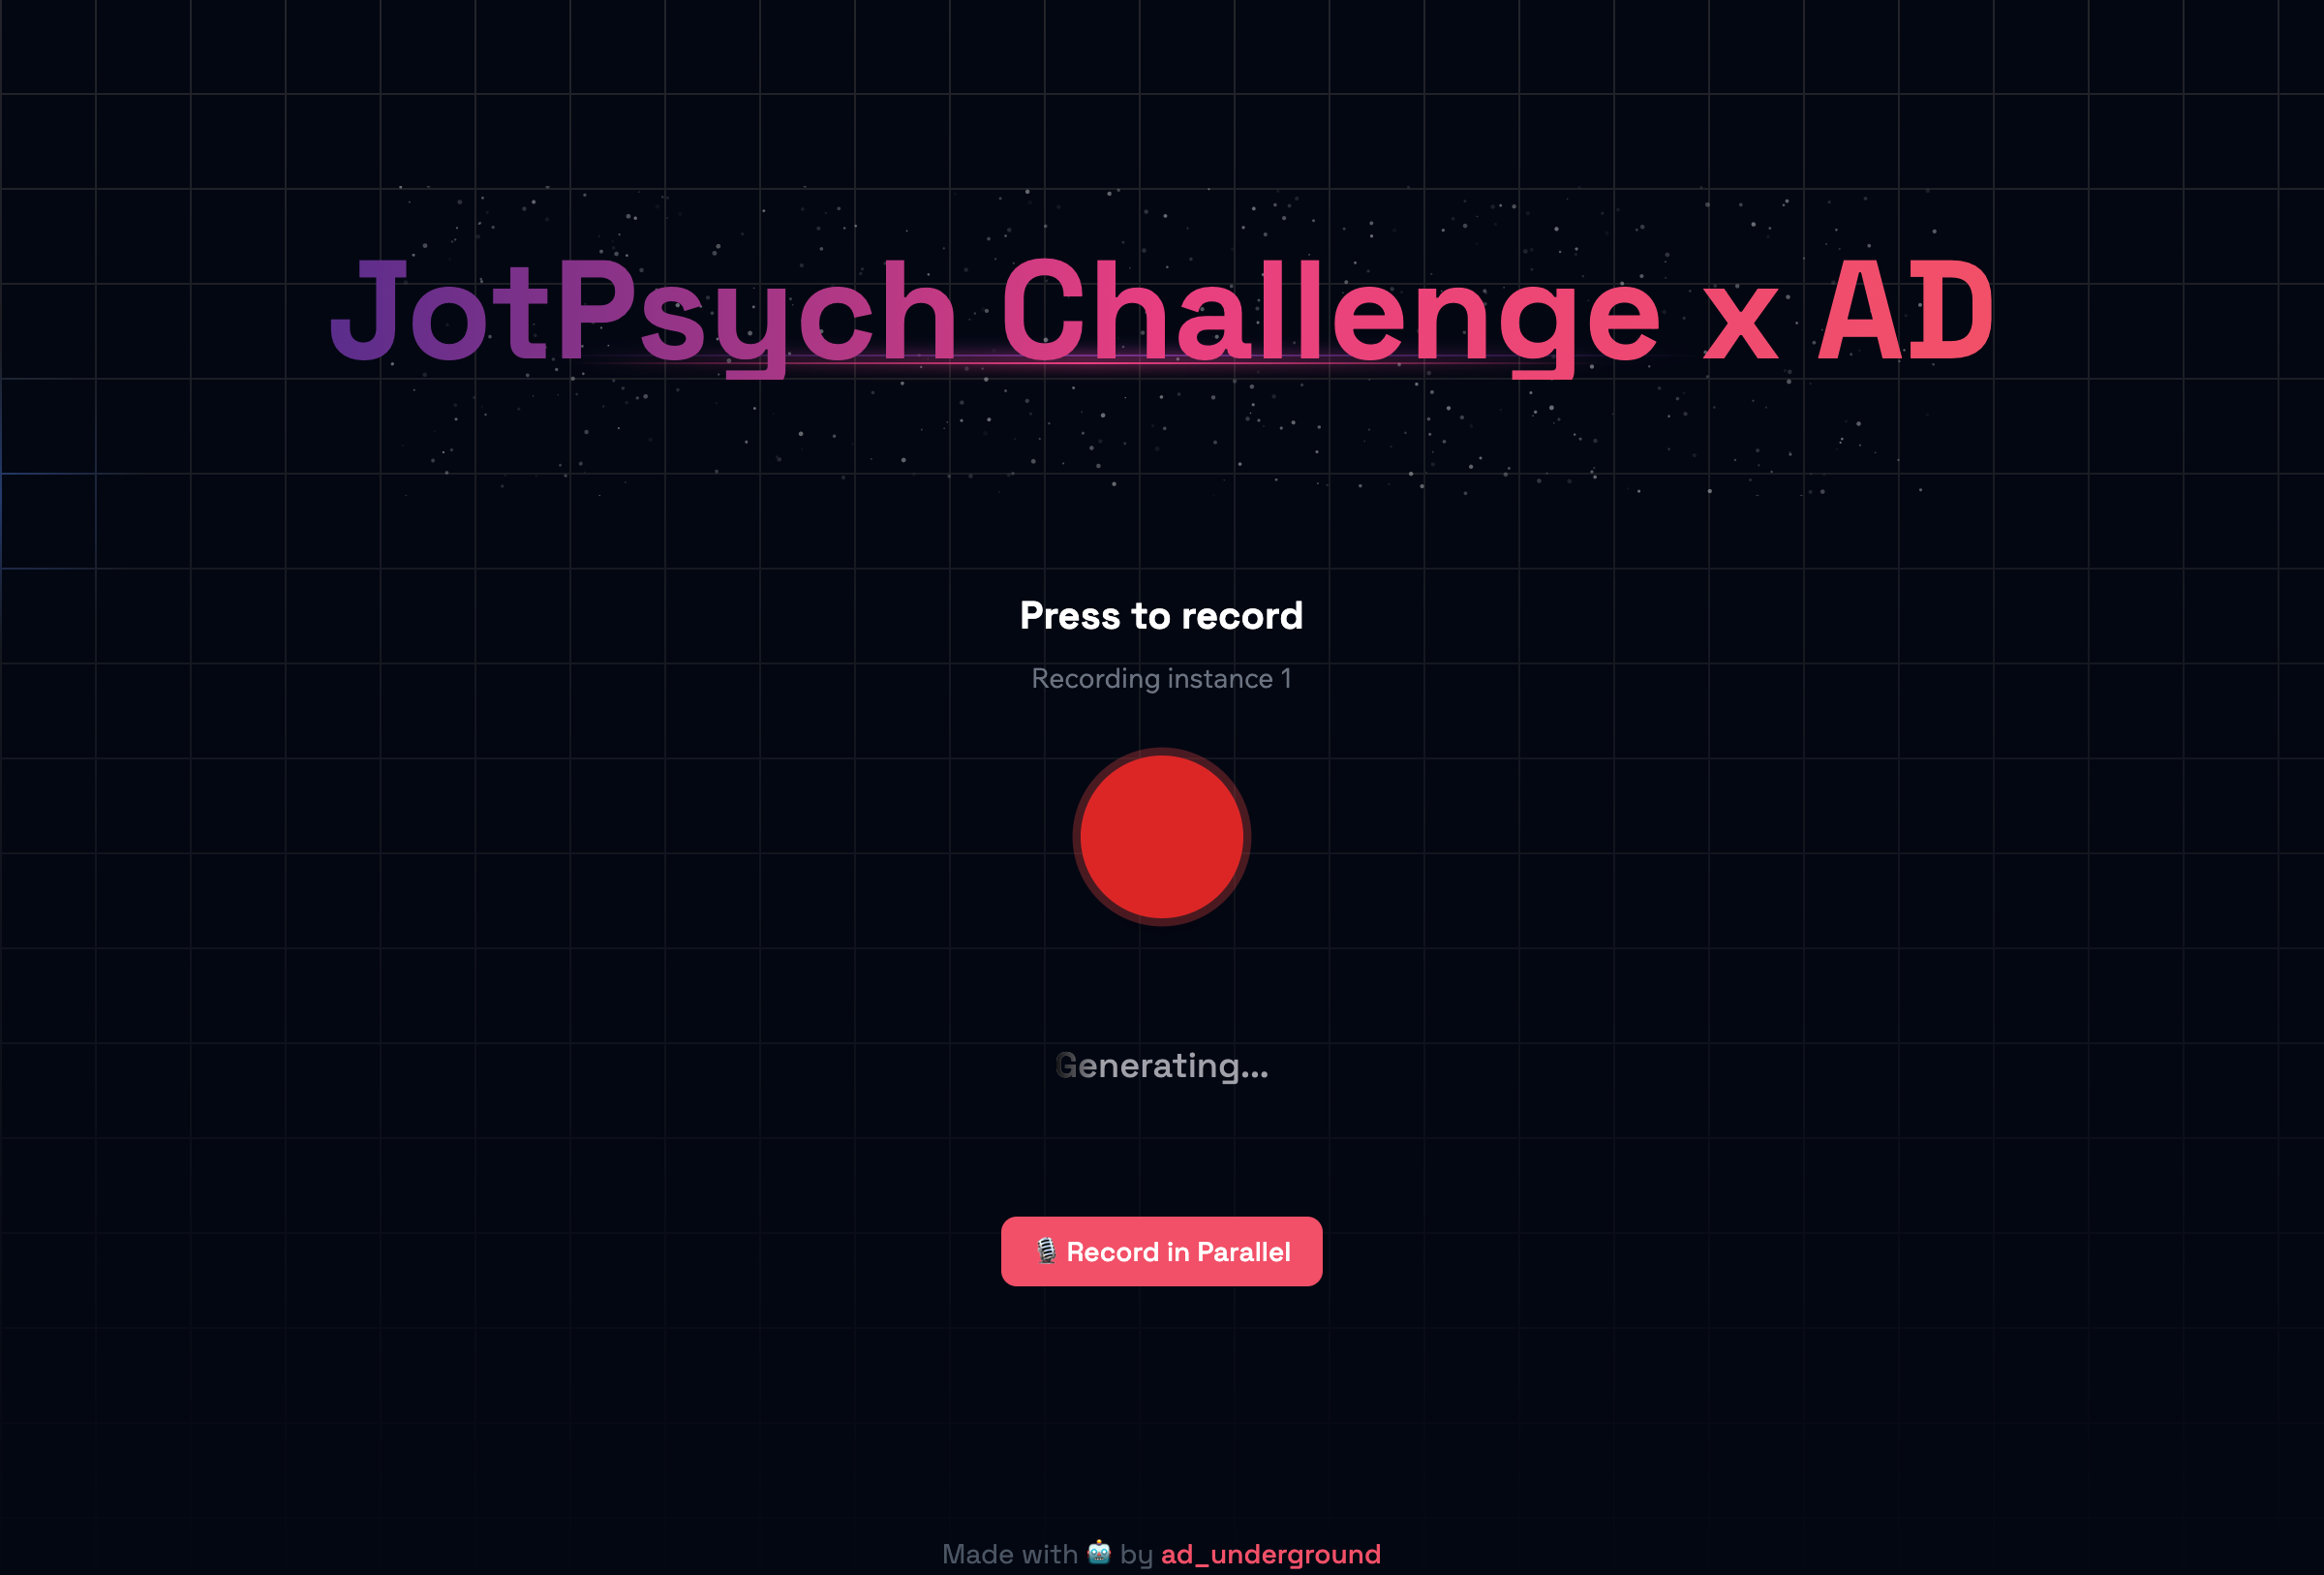 JotPsych Challenge x AD
Press to record
Recording instance 1
Generating...
🎙️ Record in Parallel
Made with 🤖 by ad_underground